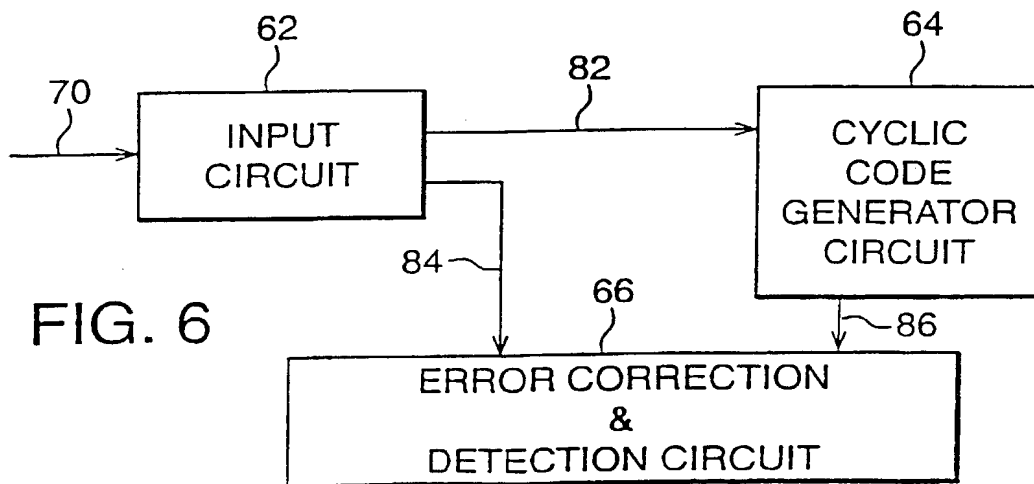 62
64
70
82
INPUT
CIRCUIT
CYCLIC
CODE
GENERATOR
CIRCUIT
84
66
86
FIG. 6
ERROR CORRECTION
&
DETECTION CIRCUIT